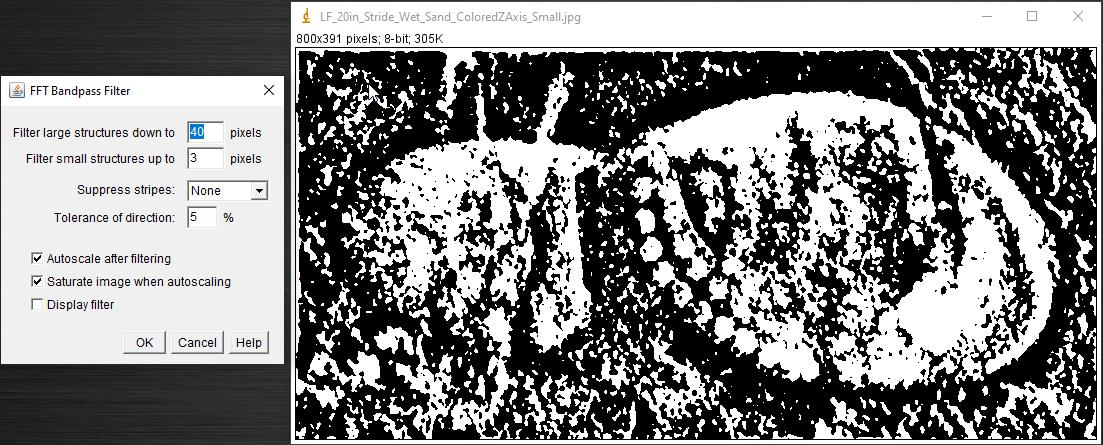 FFT Bandpass Filter
Filter large structures down to 40 pixels
Filter small structures up to 3 pixels
Suppress stripes: None
Tolerance of direction: 5 %
Autoscale after filtering
Saturate image when autoscaling
Display filter
OK Cancel Help
LF_20in_Stride_Wet_Sand_ColoredZAxis_Small.jpg
800x391 pixels; 8-bit; 305K